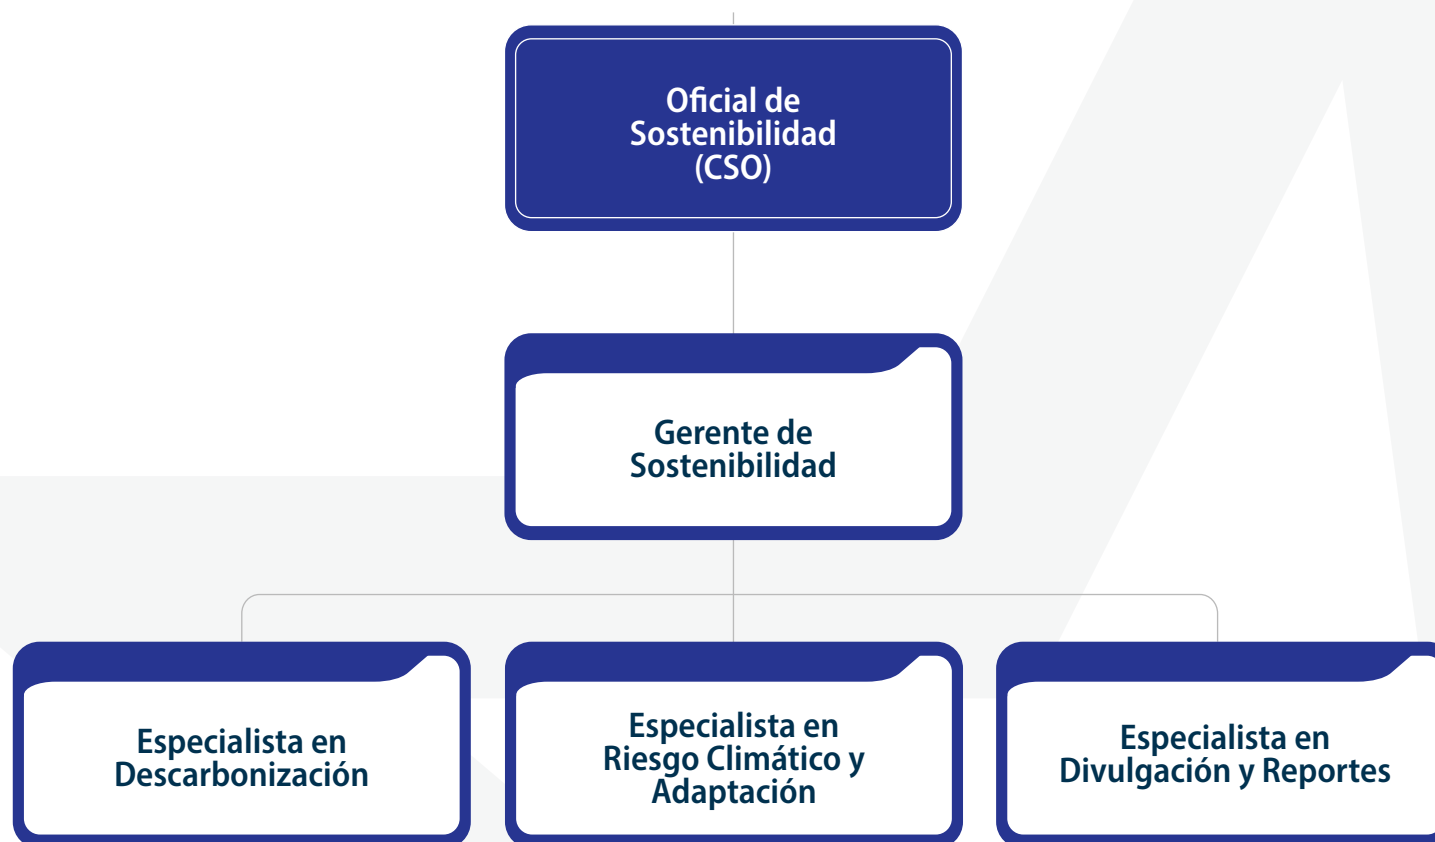 Oficial de
Sostenibilidad
(CSO)
Gerente de
Sostenibilidad
Especialista en
Descarbonización
Especialista en
Riesgo Climático y
Adaptación
Especialista en
Divulgación y Reportes